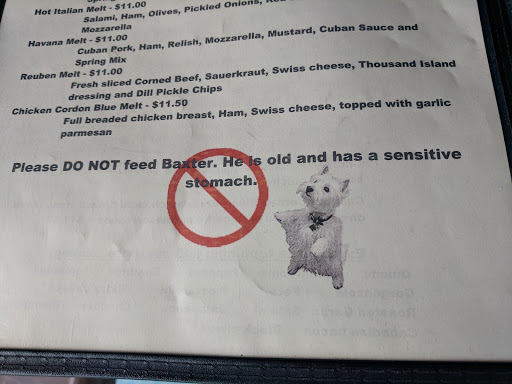 Hot Italian Melt - $11.00
Salami, Ham, Olives, Pickled Onions,
Mozzarella
Havana Melt - $11.00
Cuban Pork, Ham, Relish, Mozzarella, Mustard, Cuban Sauce and
Spring Mix
Reuben Melt - $11.00
Fresh sliced Corned Beef, Sauerkraut, Swiss cheese, Thousand Island
dressing and Dill Pickle Chips
Chicken Cordon Blue Melt - $11.50
Full breaded chicken breast, Ham, Swiss cheese, topped with garlic
parmesan
Please DO NOT feed Baxter. He is old and has a sensitive
stomach.